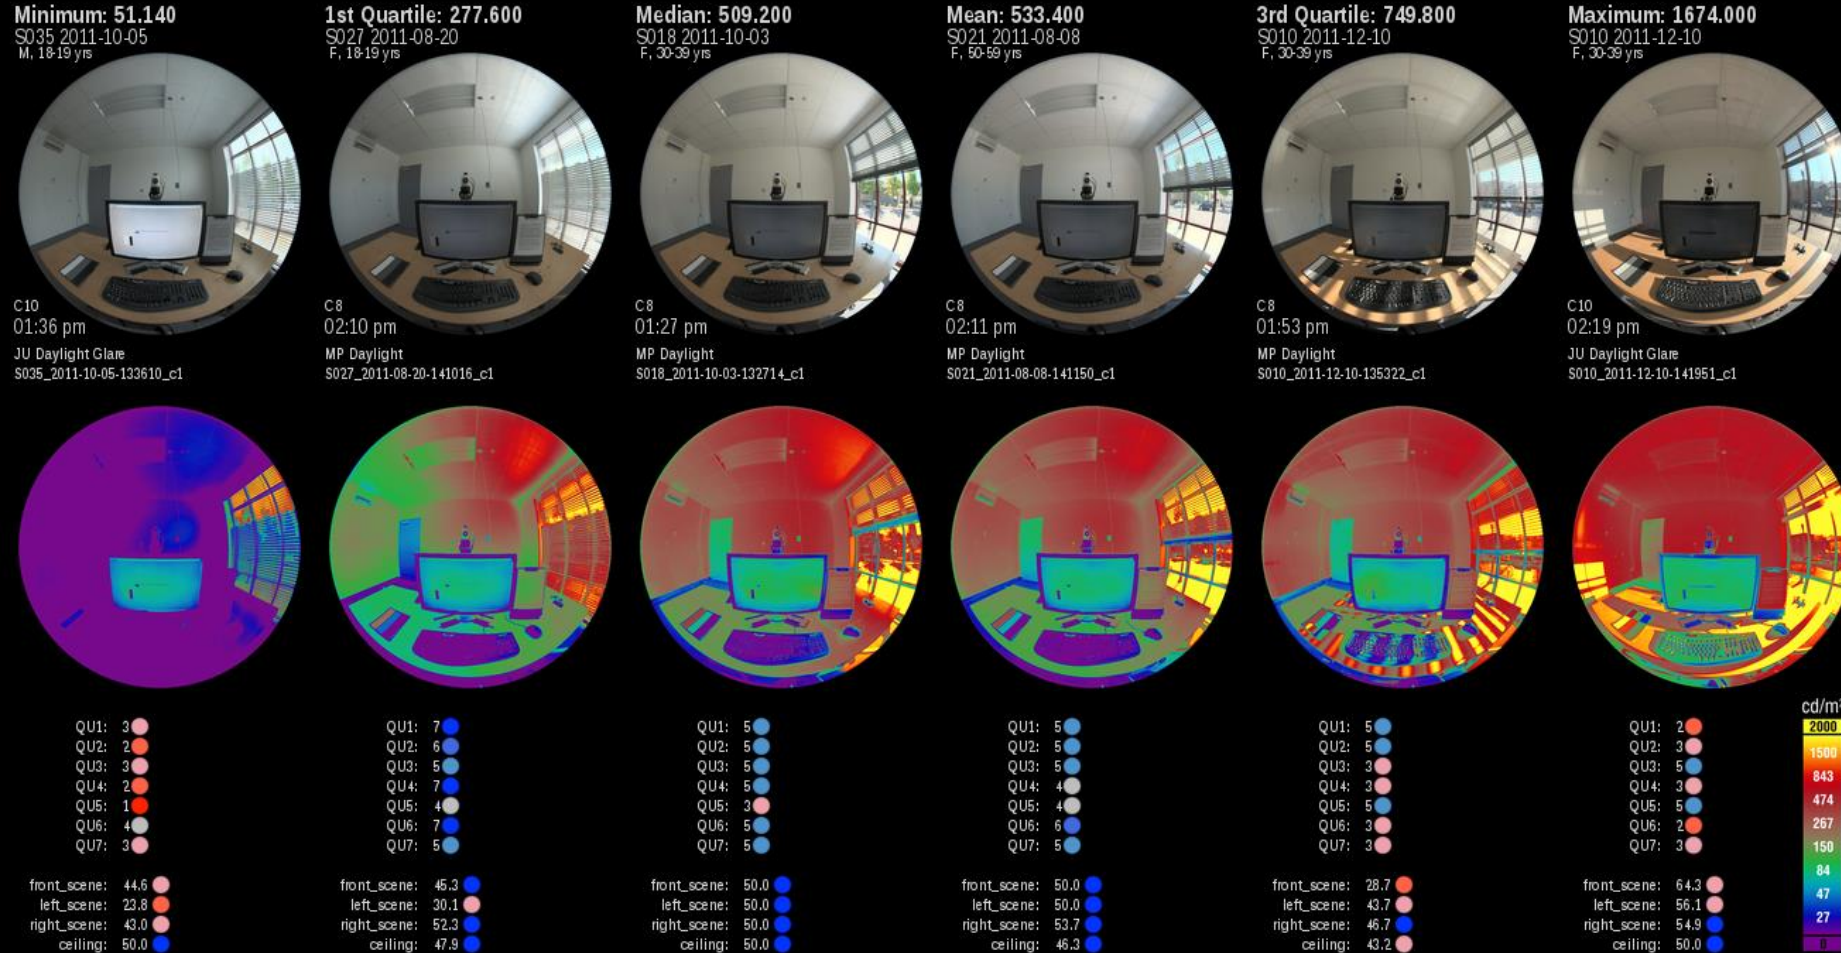 Minimum: 51.140
S035 2011-10-05
M, 18-19 yrs
C10
01:36 pm
JU Daylight Glare
S035_2011-10-05-133610_c1
1st Quartile: 277.600
S027 2011-08-20
F, 18-19 yrs
C8
02:10 pm
MP Daylight
S027_2011-08-20-141016_c1
Median: 509.200
S018 2011-10-03
F, 30-39 yrs
C8
01:27 pm
MP Daylight
S018_2011-10-03-132714_c1
Mean: 533.400
S021 2011-08-08
F, 50-59 yrs
C8
02:11 pm
MP Daylight
S021_2011-08-08-141150_c1
3rd Quartile: 749.800
S010 2011-12-10
F, 30-39 yrs
C8
01:53 pm
MP Daylight
S010_2011-12-10-135322_c1
Maximum: 1674.000
S010 2011-12-10
F, 30-39 yrs
C10
02:19 pm
JU Daylight Glare
S010_2011-12-10-141951_c1
QU1: 3
QU2: 2
QU3: 3
QU4: 2
QU5: 1
QU6: 4
QU7: 3
front_scene: 44.6
left_scene: 23.8
right_scene: 43.0
ceiling: 50.0
QU1: 7
QU2: 6
QU3: 5
QU4: 7
QU5: 4
QU6: 7
QU7: 5
front_scene: 45.3
left_scene: 30.1
right_scene: 52.3
ceiling: 47.9
QU1: 5
QU2: 5
QU3: 5
QU4: 5
QU5: 3
QU6: 5
QU7: 5
front_scene: 50.0
left_scene: 50.0
right_scene: 50.0
ceiling: 50.0
QU1: 5
QU2: 5
QU3: 5
QU4: 4
QU5: 4
QU6: 6
QU7: 5
front_scene: 50.0
left_scene: 50.0
right_scene: 53.7
ceiling: 46.3
QU1: 5
QU2: 5
QU3: 3
QU4: 3
QU5: 5
QU6: 3
QU7: 3
front_scene: 28.7
left_scene: 43.7
right_scene: 46.7
ceiling: 43.2
QU1: 2
QU2: 3
QU3: 5
QU4: 3
QU5: 5
QU6: 2
QU7: 3
front_scene: 64.3
left_scene: 56.1
right_scene: 54.9
ceiling: 50.0
cd/m²
2000
1500
843
474
267
150
84
47
27
0